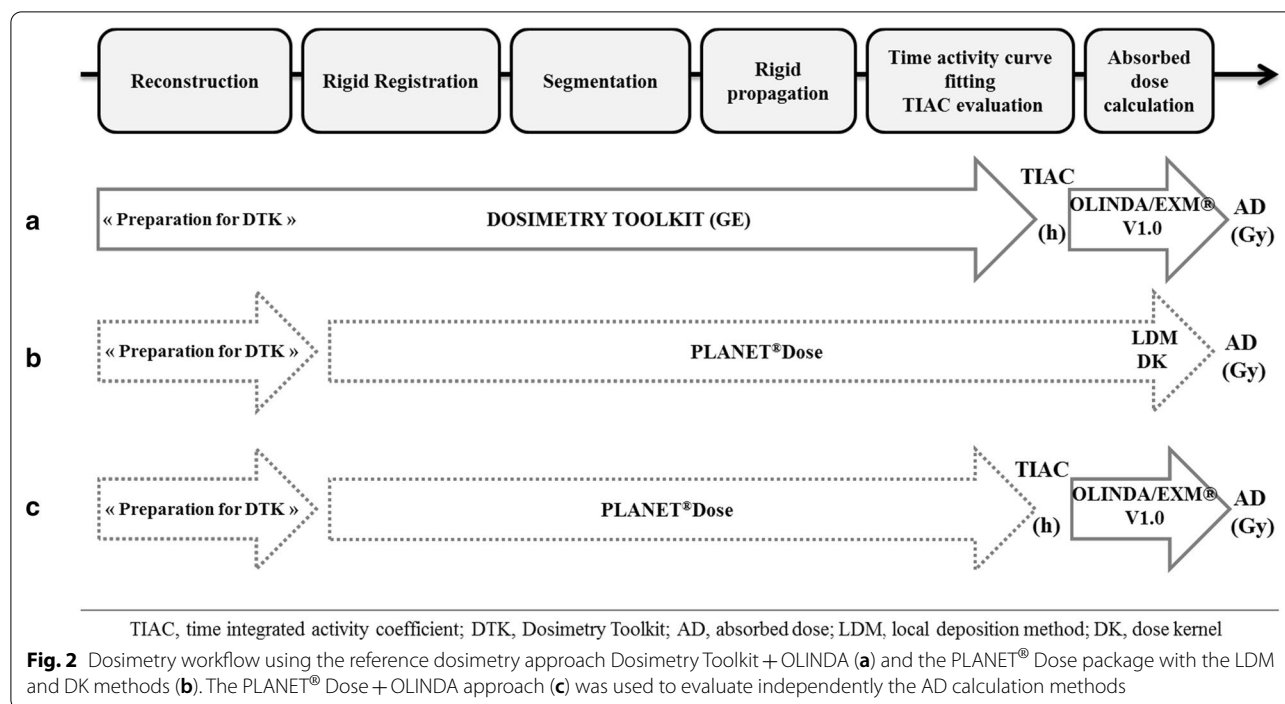 Reconstruction
Rigid Registration
Segmentation
Rigid
propagation
Time activity curve
fitting
TIAC evaluation
Absorbed
dose
calculation
a
« Preparation for DTK »
DOSIMETRY TOOLKIT (GE)
TIAC
(h)
OLINDA/EXM®
V1.0
AD
(Gy)
b
« Preparation for DTK »
PLANET®Dose
LDM
DK
AD
(Gy)
c
« Preparation for DTK »
PLANET®Dose
TIAC
(h)
OLINDA/EXM®
V1.0
AD
(Gy)
TIAC, time integrated activity coefficient; DTK, Dosimetry Toolkit; AD, absorbed dose; LDM, local deposition method; DK, dose kernel
Fig. 2 Dosimetry workflow using the reference dosimetry approach Dosimetry Toolkit + OLINDA (a) and the PLANET® Dose package with the LDM
and DK methods (b). The PLANET® Dose + OLINDA approach (c) was used to evaluate independently the AD calculation methods